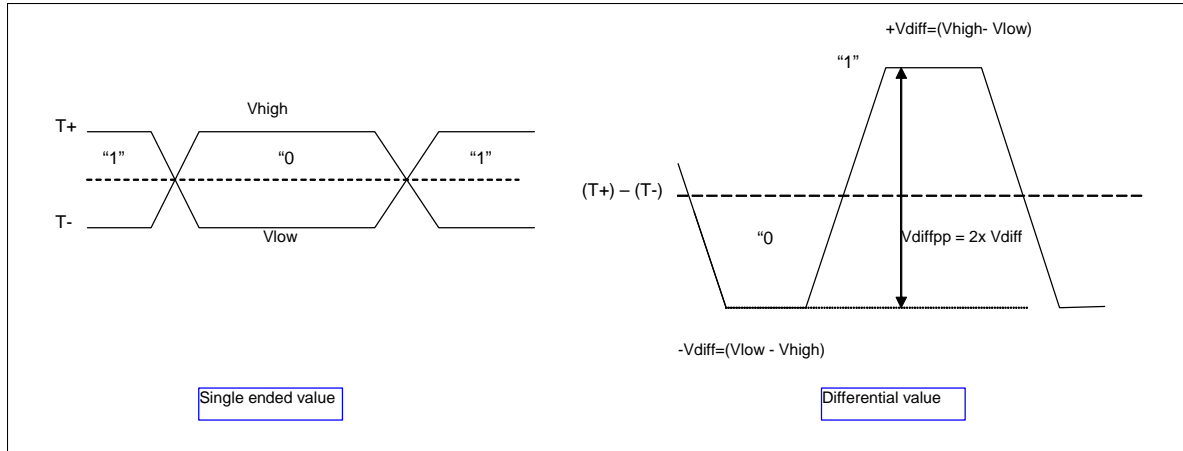 Vhigh
T+
“1”
“0
“1”
T-
Vlow
Single ended value
+Vdiff=(Vhigh- Vlow)
“1”
(T+) – (T-)
“0
Vdiffpp = 2x Vdiff
-Vdiff=(Vlow - Vhigh)
Differential value